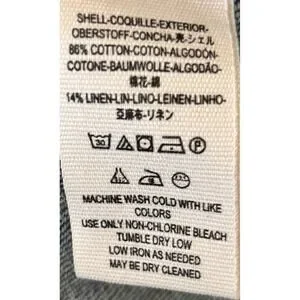 SHELL-COQUILLE-EXTERIOR-
OBERSTOFF-CONCHA-売-シェル
86% COTTON-COTON-ALGODÓN-
COTONE-BAUMWOLLE-ALGODÃO-
棉花-綿
14% LINEN-LIN-LINO-LEINEN-LINHO-
亞麻布-リネン
30
MACHINE WASH COLD WITH LIKE
COLORS
USE ONLY NON-CHLORINE BLEACH
TUMBLE DRY LOW
LOW IRON AS NEEDED
MAY BE DRY CLEANED